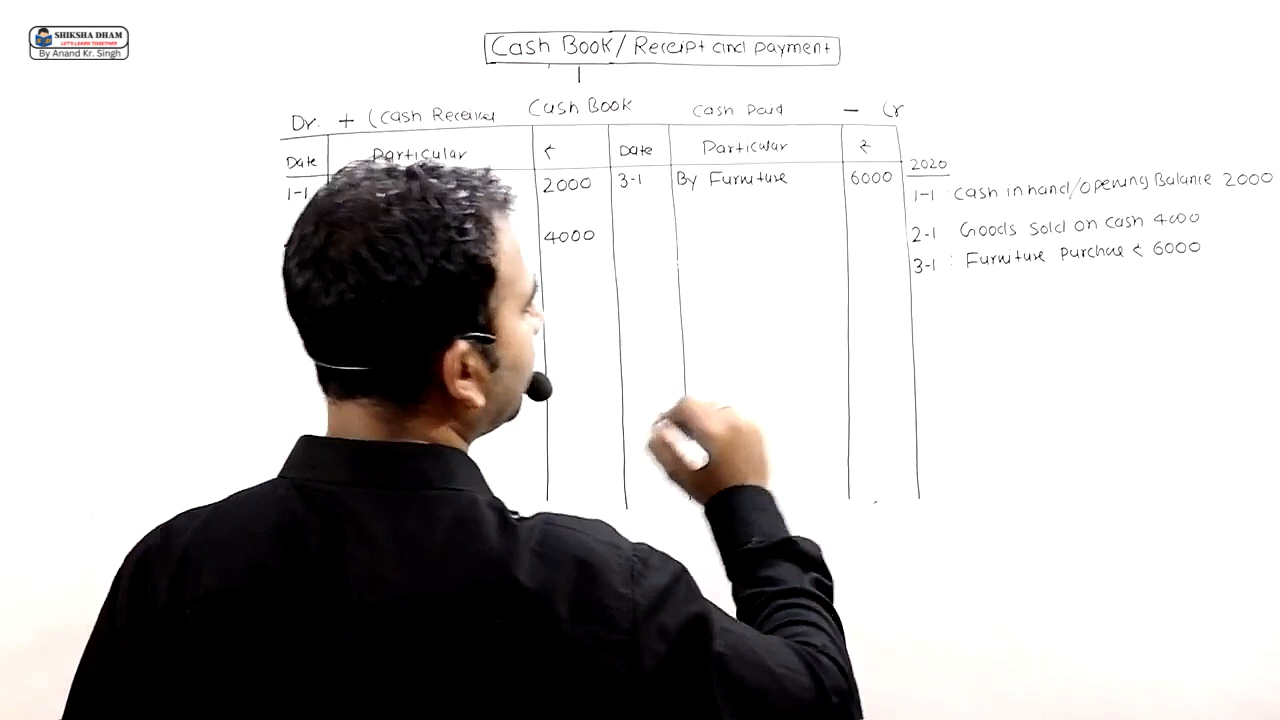 SHIKSHA DHAM
LET'S LEARN TOGETHER
By Anand Kr. Singh
Cash Book/Receipt and payment
Dr. + (Cash Receive Cash Book Cash Paid - Cr
Date Particular ₹ Date Particular ₹
1-1 2000 3-1 By Furniture 6000
4000
2020
1-1 Cash in hand/Opening Balance 2000
2-1 Goods sold on cash 4000
3-1 : Furniture purchase ₹ 6000